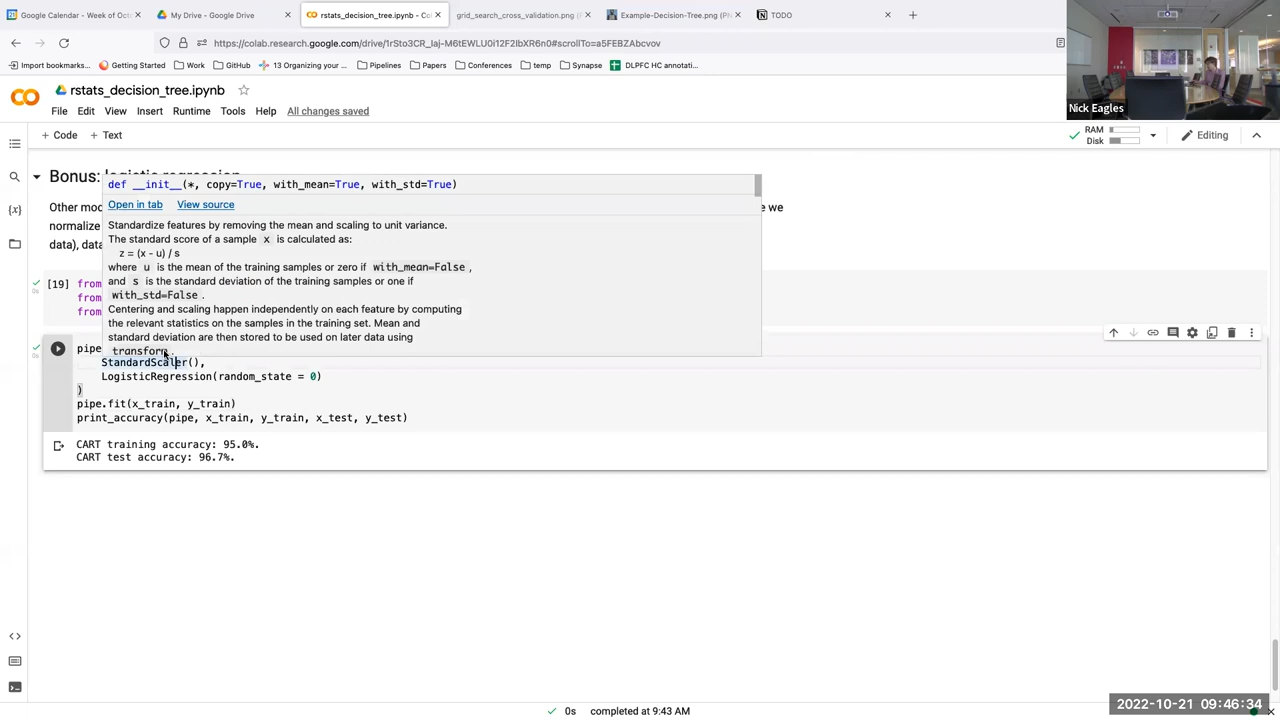 Google Calendar - Week of Octo
My Drive - Google Drive
rstats_decision_tree.ipynb - Col
grid_search_cross_validation.png (P
Example-Decision-Tree.png (PN
TODO
https://colab.research.google.com/drive/
Import bookmarks...
Getting Started
Work
GitHub
13 Organizing your ...
Pipelines
Papers
Conferences
temp
Synapse
DLPFC HC annotati...
rstats_decision_tree.ipynb
File Edit View Insert Runtime Tools Help All changes saved
+ Code + Text
RAM
Disk
Editing
Nick Eagles
Bonus: logistic regression
Other mod
e we
normalize
data), data
def __init__(*, copy=True, with_mean=True, with_std=True)
Open in tab View source
Standardize features by removing the mean and scaling to unit variance.
The standard score of a sample x is calculated as:
z = (x - u) / s
where u is the mean of the training samples or zero if with_mean=False ,
and s is the standard deviation of the training samples or one if
with_std=False .
Centering and scaling happen independently on each feature by computing
the relevant statistics on the samples in the training set. Mean and
standard deviation are then stored to be used on later data using
transform .
[19] from
from
from
0s
pipe
0s
StandardScaler(),
LogisticRegression(random_state = 0)
)
pipe.fit(x_train, y_train)
print_accuracy(pipe, x_train, y_train, x_test, y_test)
CART training accuracy: 95.0%.
CART test accuracy: 96.7%.
0s completed at 9:43 AM
2022-10-21 09:46:34